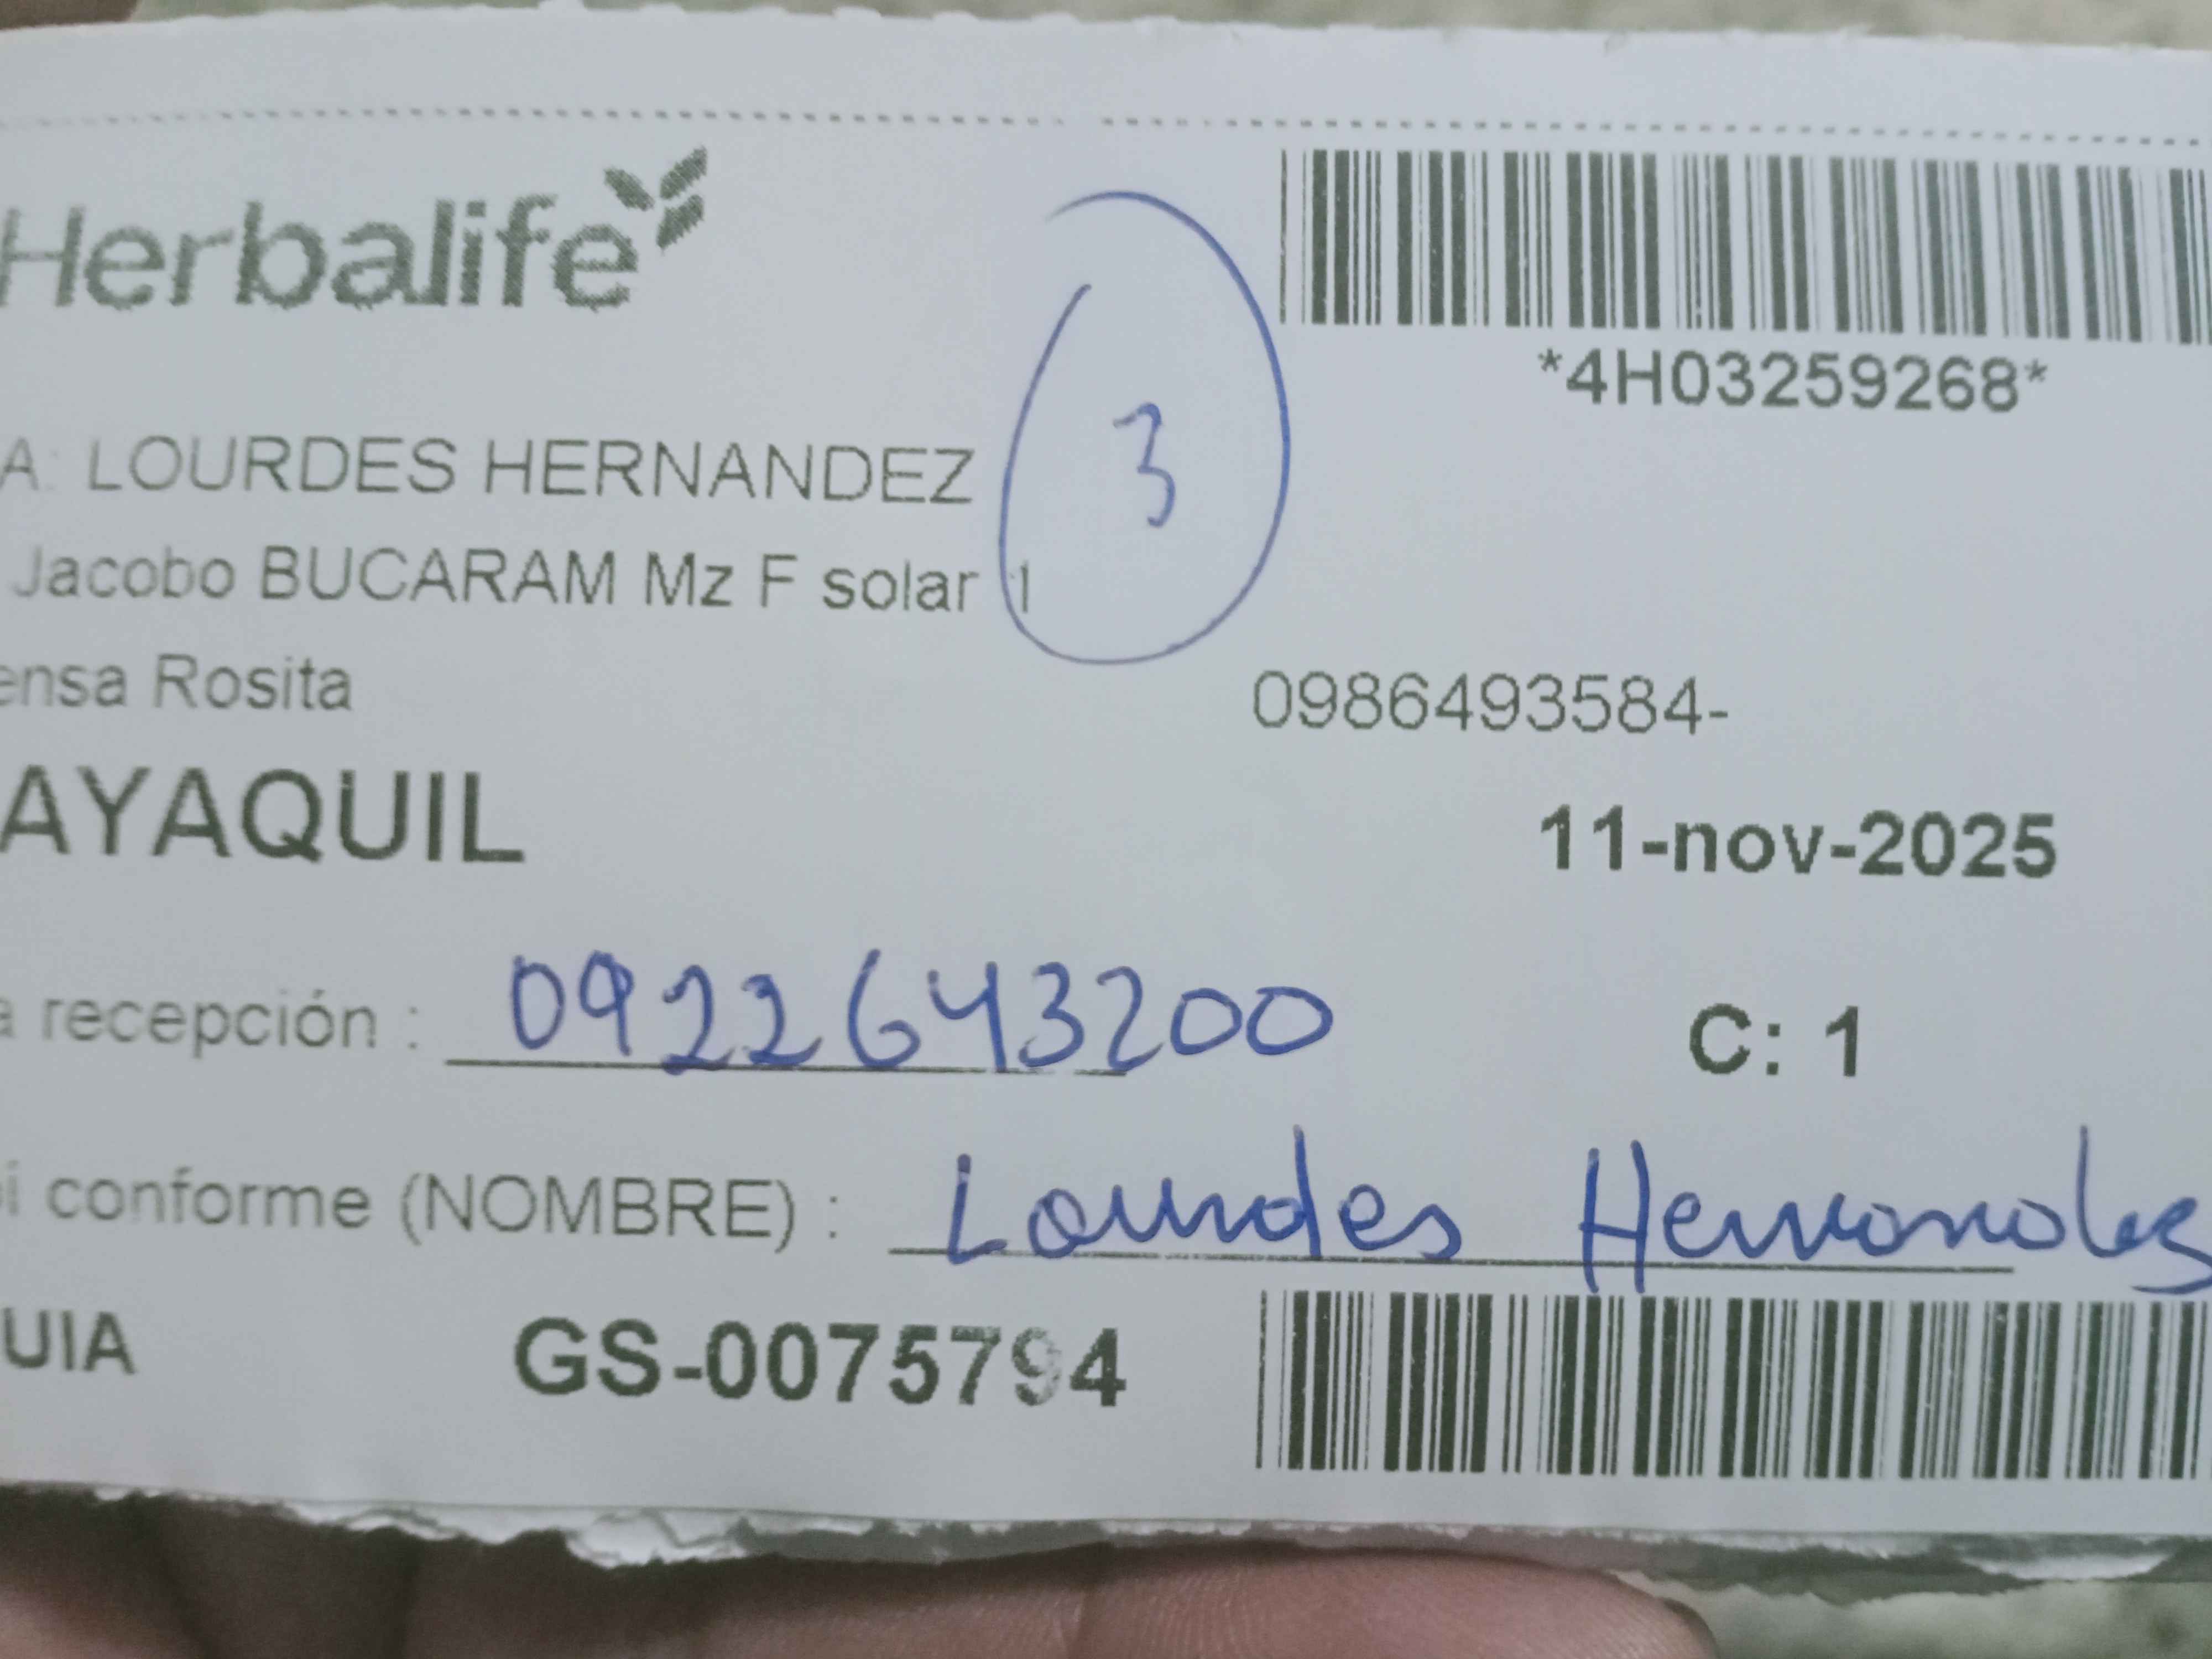 Herbalife
*4H03259268*
3
A: LOURDES HERNANDEZ
Jacobo BUCARAM Mz F solar 1
ensa Rosita
0986493584-
AYAQUIL
11-nov-2025
a recepción : 0922643200
C: 1
i conforme (NOMBRE) : Lourdes Hernandez
UIA
GS-0075794